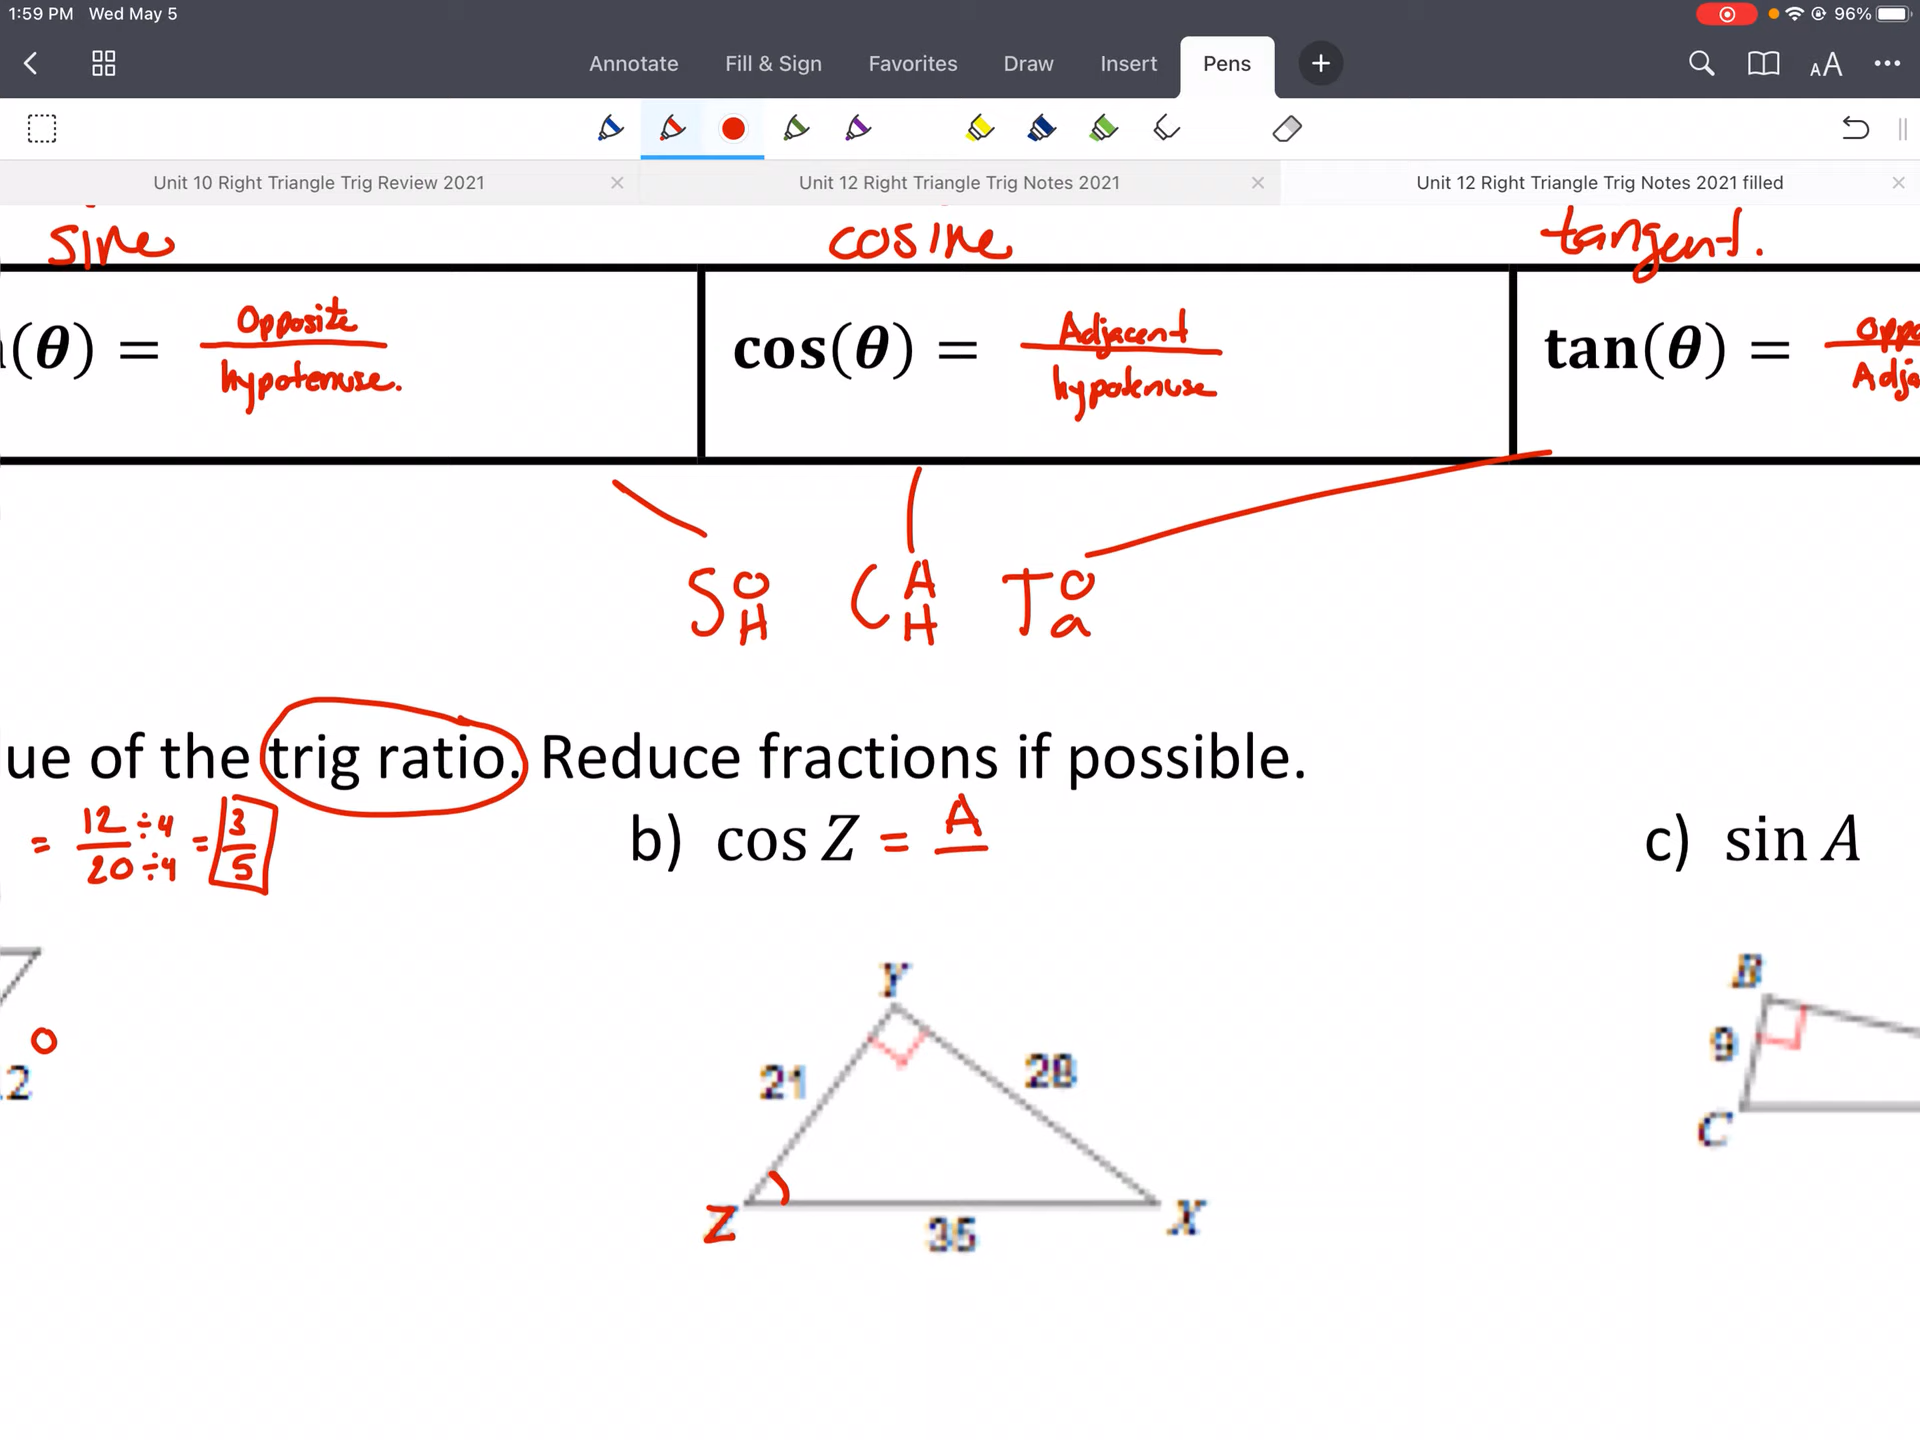 1:59 PM Wed May 5
96%
Annotate Fill & Sign Favorites Draw Insert Pens
AA
Unit 10 Right Triangle Trig Review 2021
Unit 12 Right Triangle Trig Notes 2021
Unit 12 Right Triangle Trig Notes 2021 filled
sine cosine tangent.
(θ) = Opposite
hypotenuse.
cos(θ) = Adjacent
hypotenuse
tan(θ) = Oppo
Adja
S O
H
C A
H
T O
a
ue of the trig ratio. Reduce fractions if possible.
= 12 ÷4 = 3
20 ÷4 5
b) cos Z = A
c) sin A
O
2
Y
21
28
Z
35
X
B
9
C